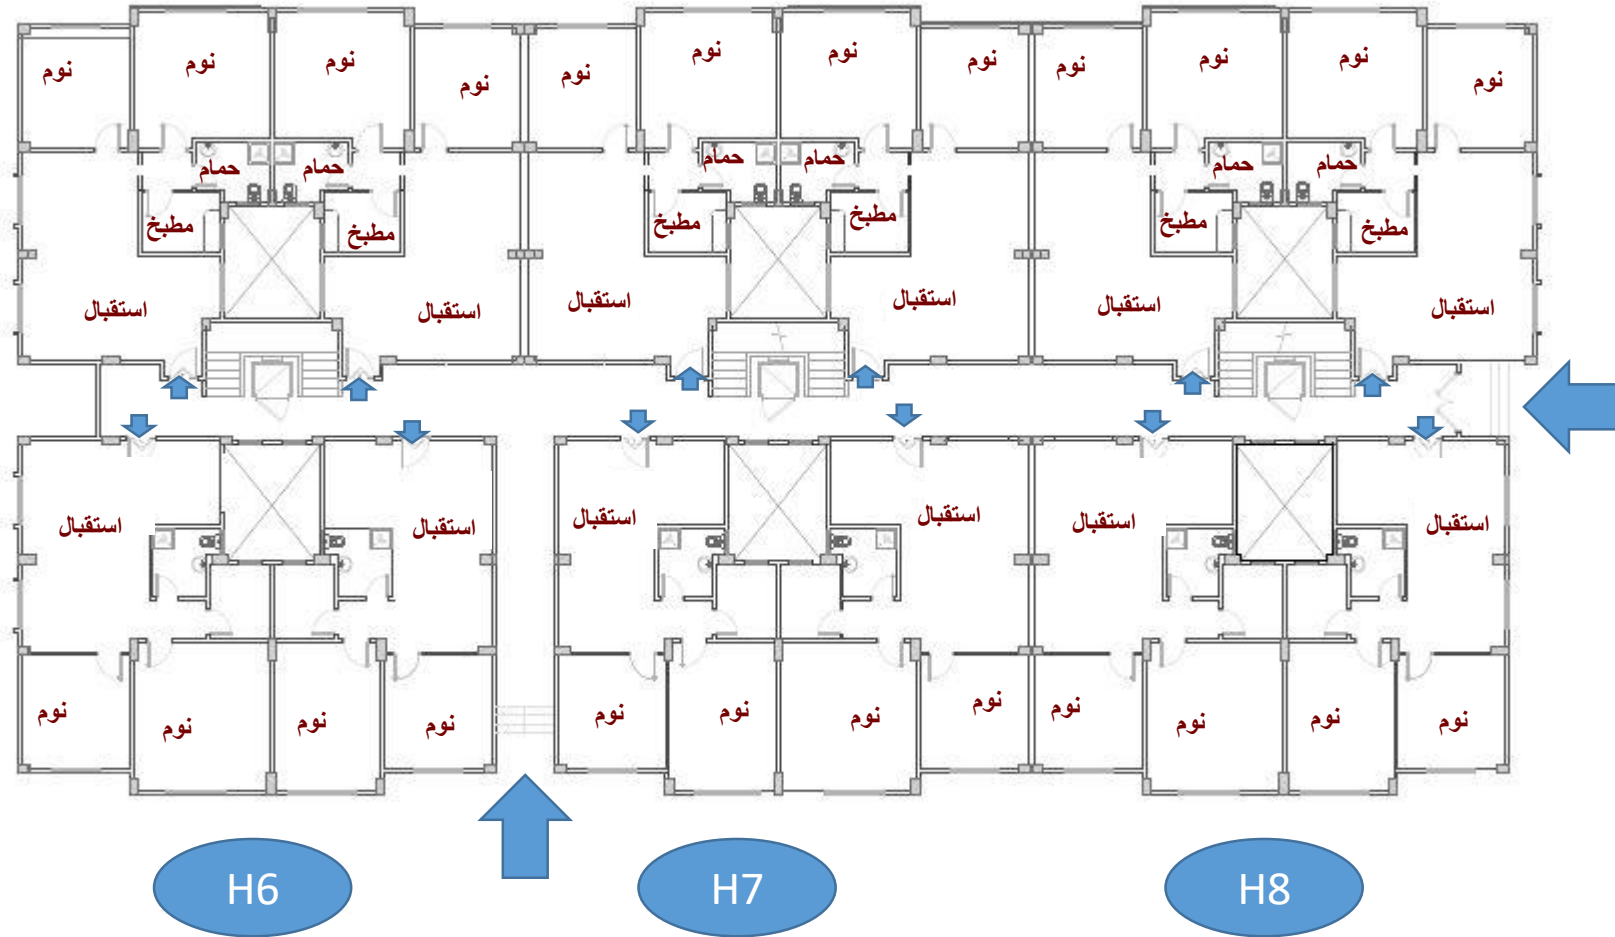 نوم
نوم
نوم
نوم
نوم
نوم
نوم
نوم
نوم
نوم
نوم
نوم
حمام
حمام
حمام
حمام
حمام
حمام
مطبخ
مطبخ
مطبخ
مطبخ
مطبخ
مطبخ
استقبال
استقبال
استقبال
استقبال
استقبال
استقبال
استقبال
استقبال
استقبال
استقبال
استقبال
استقبال
نوم
نوم
نوم
نوم
نوم
نوم
نوم
نوم
نوم
نوم
نوم
نوم
H6
H7
H8